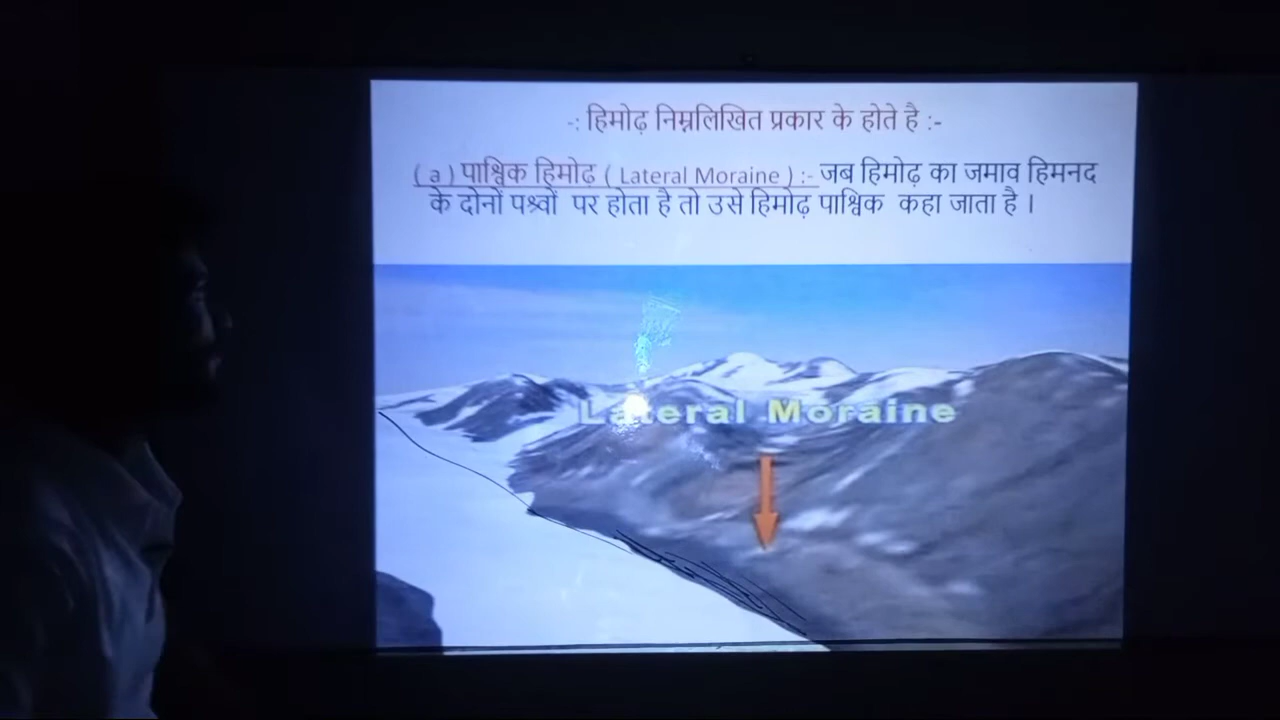 -: हिमोढ़ निम्नलिखित प्रकार के होते है :-
( a ) पाश्विक हिमोढ़ ( Lateral Moraine ) :- जब हिमोढ़ का जमाव हिमनद
के दोनों पश्र्वों पर होता है तो उसे हिमोढ़ पाश्विक कहा जाता है ।
Lateral Moraine